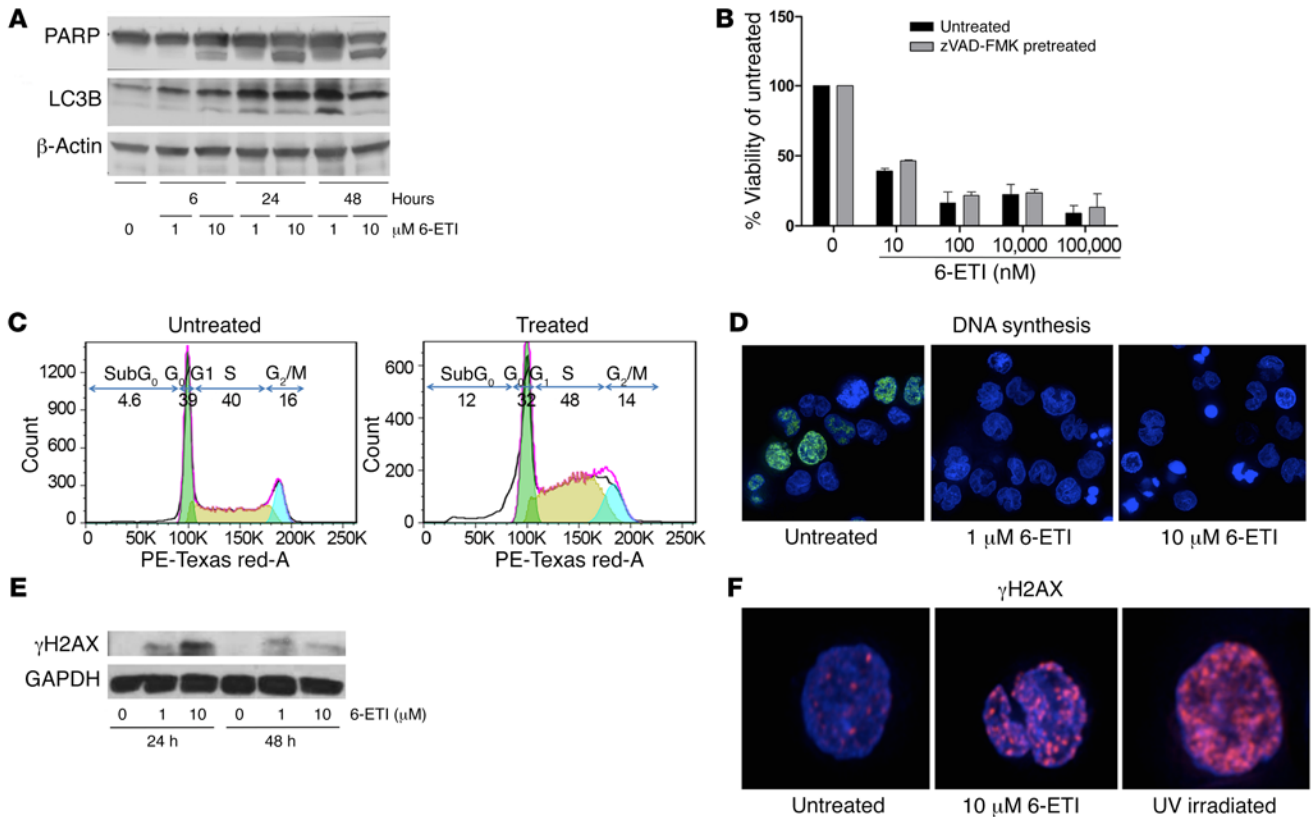 A
PARP
LC3B
β-Actin
6 24 48 Hours
0 1 10 1 10 1 10 μM 6-ETI
B
150
100
50
0
% Viability of untreated
Untreated
zVAD-FMK pretreated
0 10 100 10,000 100,000
6-ETI (nM)
C
Untreated
1200
900
600
300
0
Count
SubG0 G0 G1 S G2/M
4.6 39 40 16
0 50K 100K 150K 200K 250K
PE-Texas red-A
Treated
600
400
200
0
Count
SubG0 G0 G1 S G2/M
12 32 48 14
0 50K 100K 150K 200K 250K
PE-Texas red-A
D
DNA synthesis
Untreated 1 μM 6-ETI 10 μM 6-ETI
E
γH2AX
GAPDH
0 1 10 0 1 10 6-ETI (μM)
24 h 48 h
F
γH2AX
Untreated 10 μM 6-ETI UV irradiated